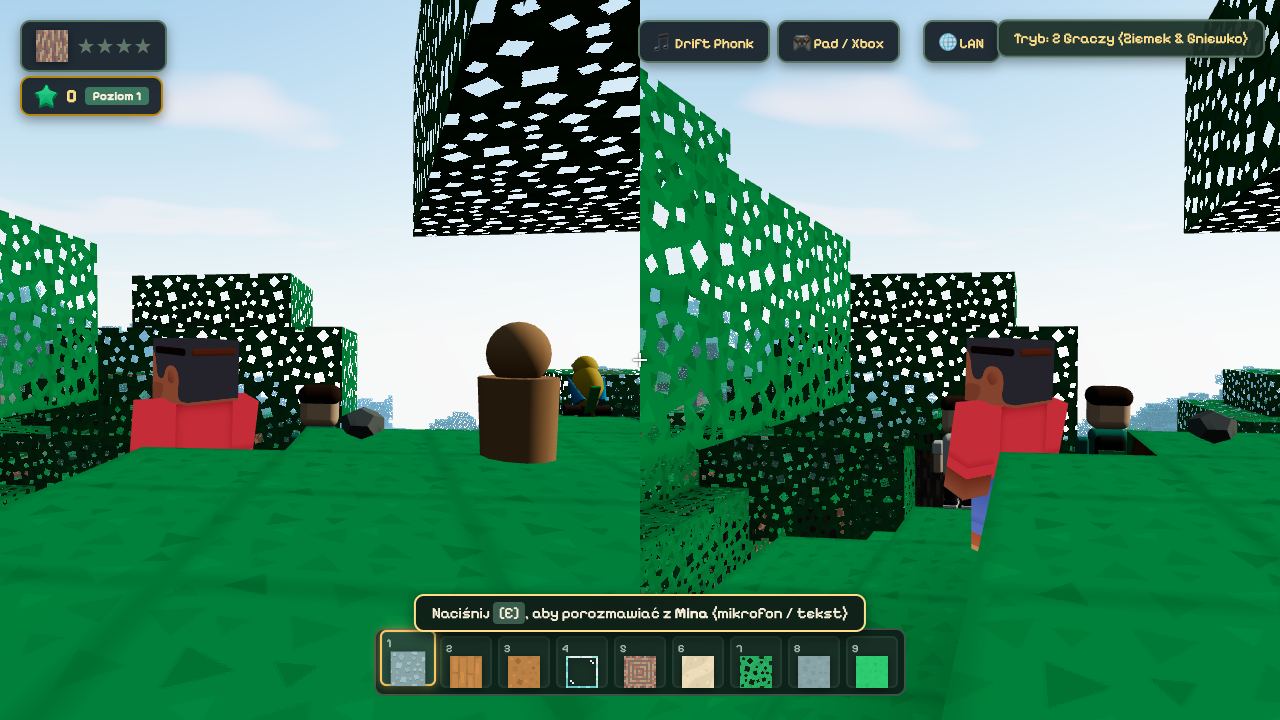 ★★★★
0 Poziom 1
Drift Phonk
Pad / Xbox
LAN
Tryb: 2 Graczy (Ziemek & Gniewko)
Naciśnij [E], aby porozmawiać z Mina (mikrofon / tekst)
1 2 3 4 5 6 7 8 9